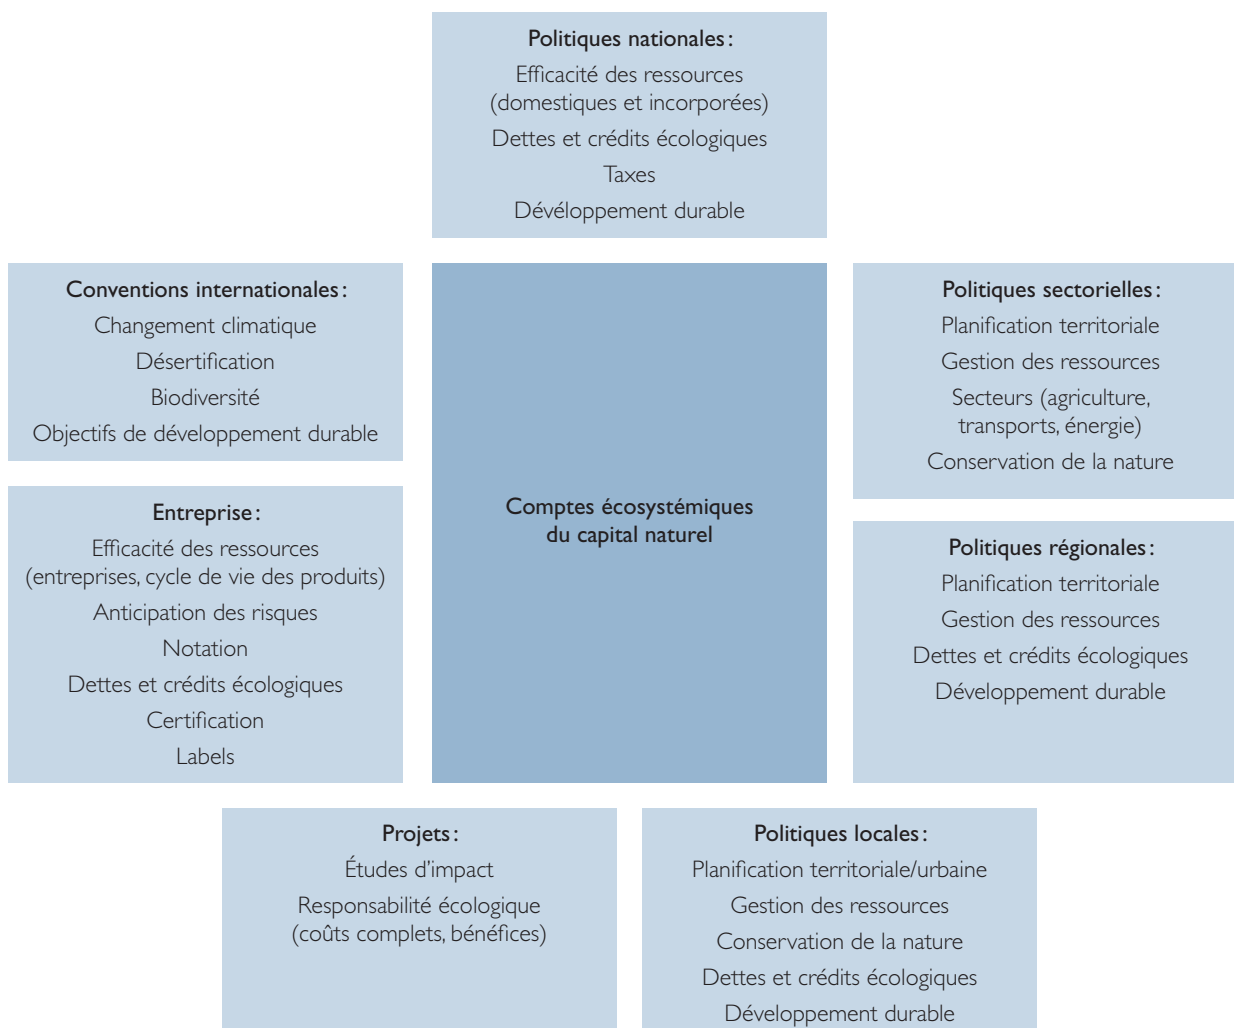 Politiques nationales :
Efficacité des ressources
(domestiques et incorporées)
Dettes et crédits écologiques
Taxes
Dévéloppement durable
Conventions internationales :
Changement climatique
Désertification
Biodiversité
Objectifs de développement durable
Entreprise :
Efficacité des ressources
(entreprises, cycle de vie des produits)
Anticipation des risques
Notation
Dettes et crédits écologiques
Certification
Labels
Comptes écosystémiques
du capital naturel
Politiques sectorielles :
Planification territoriale
Gestion des ressources
Secteurs (agriculture,
transports, énergie)
Conservation de la nature
Politiques régionales :
Planification territoriale
Gestion des ressources
Dettes et crédits écologiques
Développement durable
Projets :
Études d'impact
Responsabilité écologique
(coûts complets, bénéfices)
Politiques locales :
Planification territoriale/urbaine
Gestion des ressources
Conservation de la nature
Dettes et crédits écologiques
Développement durable